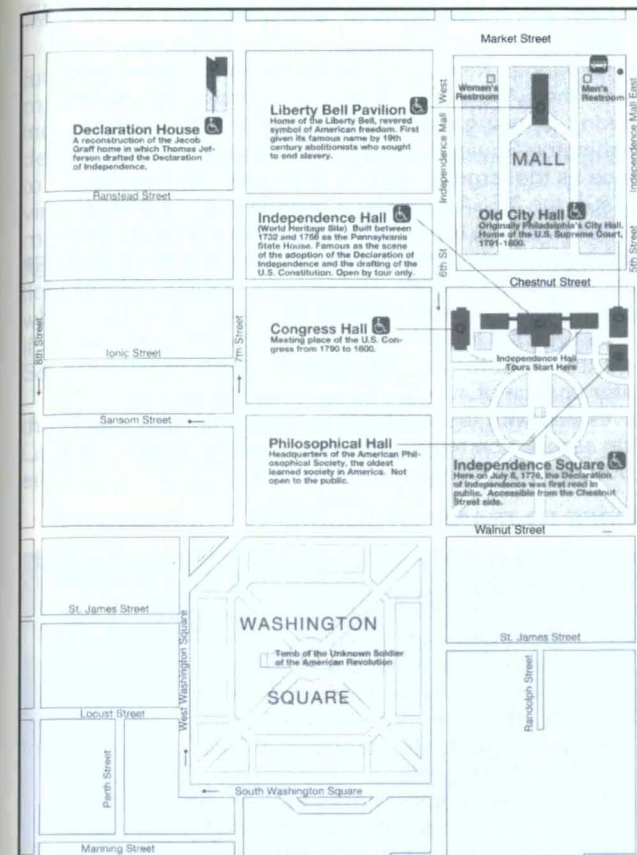 Market Street
Women's
Restroom
Men's
Restroom
Independence Mall West
Independence Mall East
MALL
Declaration House
A reconstruction of the Jacob
Graff home in which Thomas Jef-
ferson drafted the Declaration
of Independence.
Liberty Bell Pavilion
Home of the Liberty Bell, revered
symbol of American freedom. First
given its famous name by 19th
century abolitionists who sought
to end slavery.
Ranstead Street
Independence Hall
(World Heritage Site) Built between
1732 and 1756 as the Pennsylvania
State House. Famous as the scene
of the adoption of the Declaration of
Independence and the drafting of the
U.S. Constitution. Open by tour only.
Old City Hall
Originally Philadelphia's City Hall.
Home of the U.S. Supreme Court,
1791-1800.
6th St
5th Street
Chestnut Street
8th Street
7th Street
Ionic Street
Congress Hall
Meeting place of the U.S. Con-
gress from 1790 to 1800.
Independence Hall
Tours Start Here
Sansom Street
Philosophical Hall
Headquarters of the American Phil-
osophical Society, the oldest
learned society in America. Not
open to the public.
Independence Square
Here on July 8, 1776, the Declaration
of Independence was first read in
public. Accessible from the Chestnut
Street side.
Walnut Street
St. James Street
WASHINGTON
Tomb of the Unknown Soldier
of the American Revolution
SQUARE
West Washington Square
St. James Street
Randolph Street
Locust Street
Perth Street
South Washington Square
Manning Street